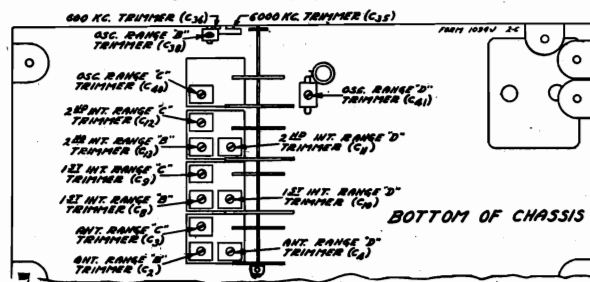 600 KC. TRIMMER (C36)
6000 KC. TRIMMER (C35)
OSC. RANGE "B"
TRIMMER (C38)
FORM 1034J 2-C
OSC. RANGE "C"
TRIMMER (C40)
OSC. RANGE "D"
TRIMMER (C41)
2ND INT. RANGE "C"
TRIMMER (C12)
2ND INT. RANGE "B"
TRIMMER (C13)
2ND INT. RANGE "D"
TRIMMER (C11)
1ST INT. RANGE "C"
TRIMMER (C9)
1ST INT. RANGE "B"
TRIMMER (C8)
1ST INT. RANGE "D"
TRIMMER (C10)
BOTTOM OF CHASSIS
ANT. RANGE "C"
TRIMMER (C3)
ANT. RANGE "B"
TRIMMER (C2)
ANT. RANGE "D"
TRIMMER (C4)